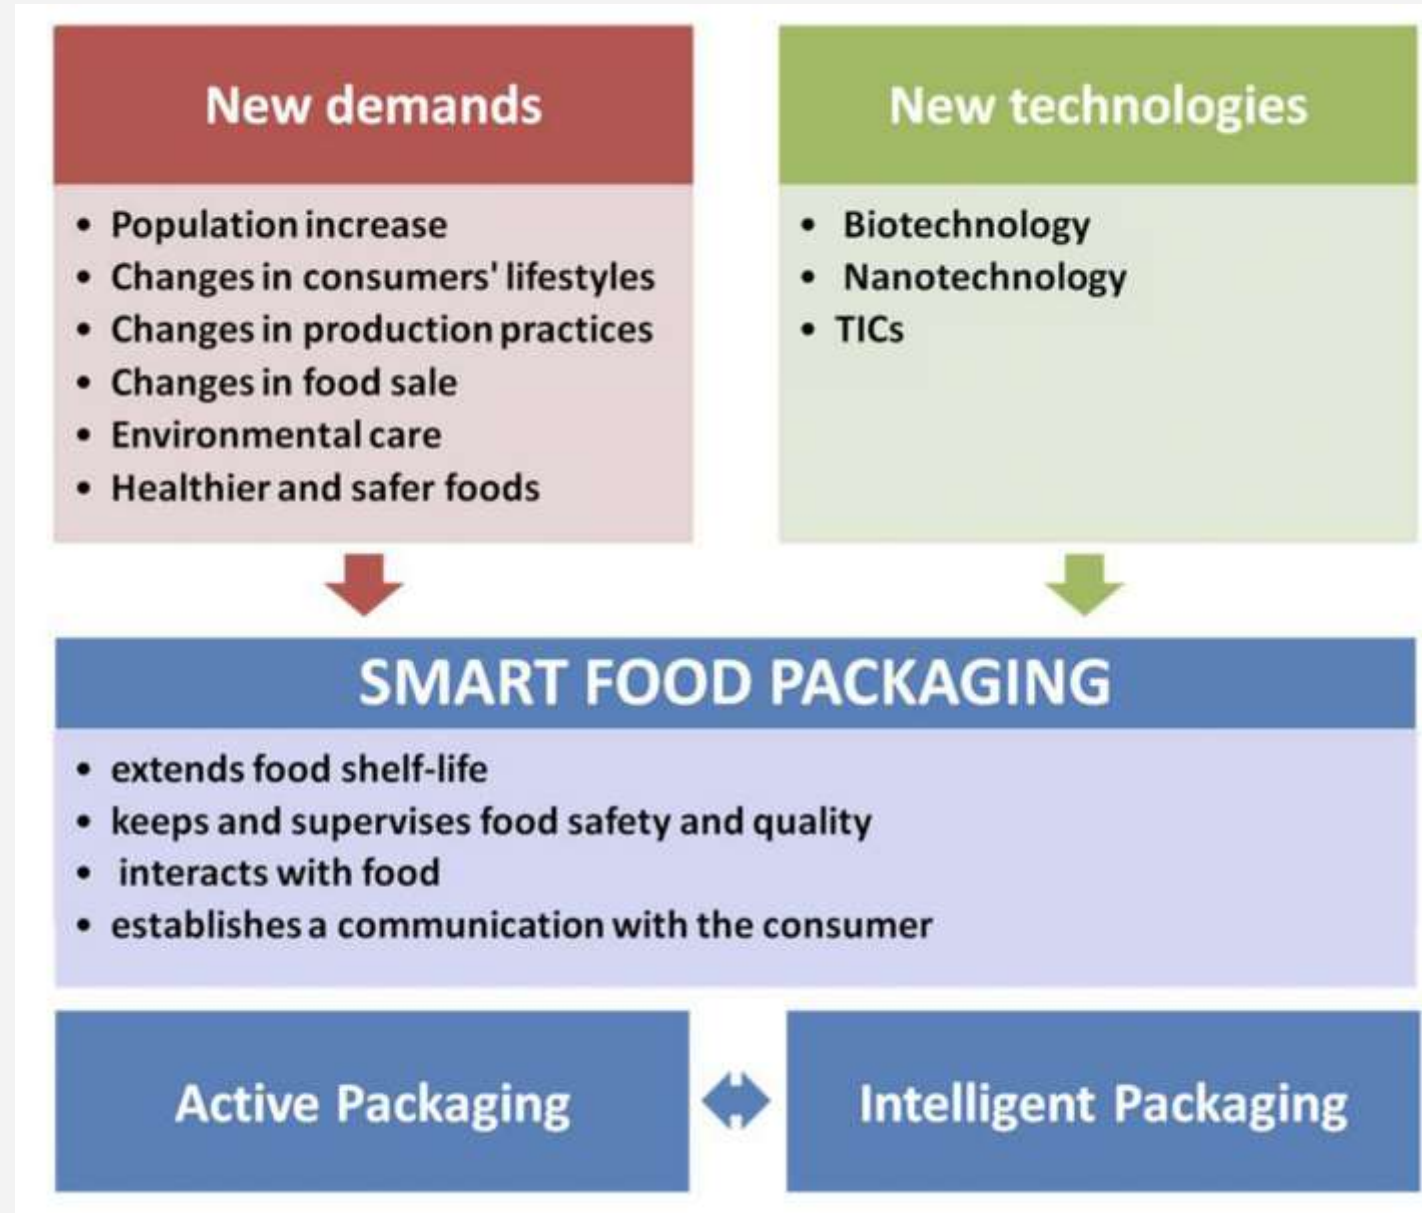 New demands
• Population increase
• Changes in consumers' lifestyles
• Changes in production practices
• Changes in food sale
• Environmental care
• Healthier and safer foods
New technologies
• Biotechnology
• Nanotechnology
• TICs
SMART FOOD PACKAGING
• extends food shelf-life
• keeps and supervises food safety and quality
• interacts with food
• establishes a communication with the consumer
Active Packaging
Intelligent Packaging